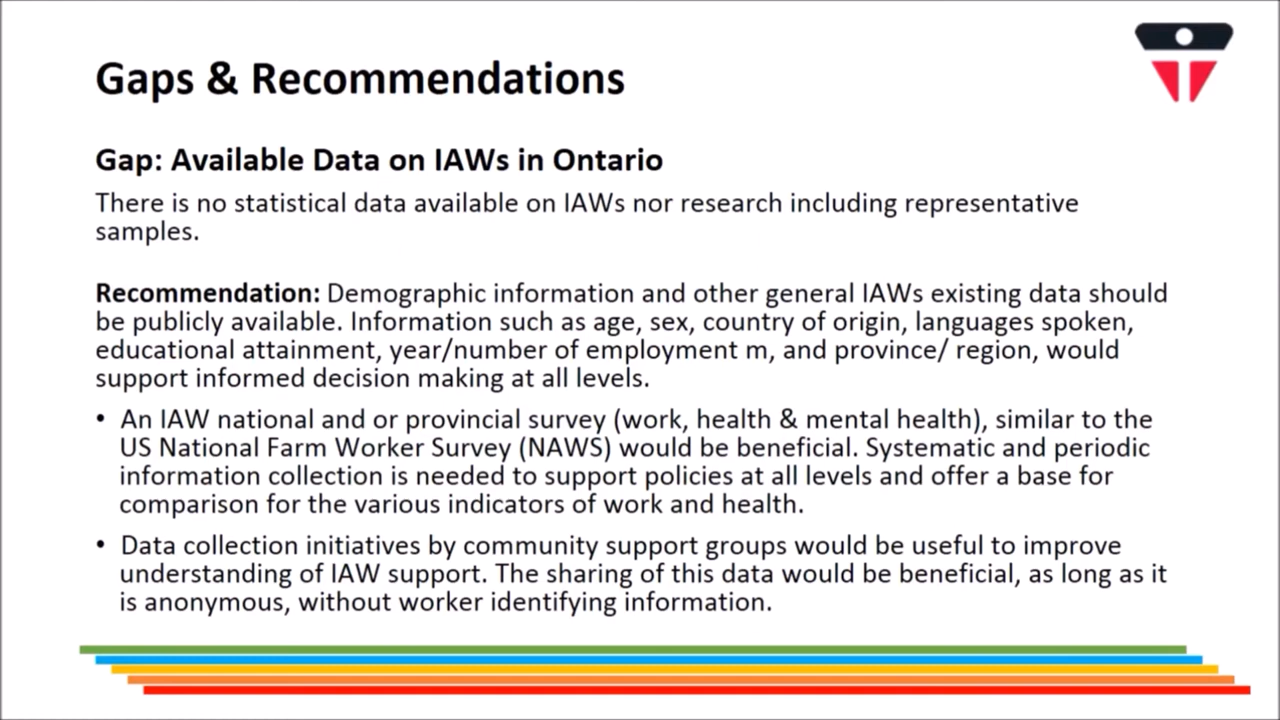 Gaps & Recommendations
Gap: Available Data on IAWs in Ontario
There is no statistical data available on IAWs nor research including representative
samples.
Recommendation: Demographic information and other general IAWs existing data should
be publicly available. Information such as age, sex, country of origin, languages spoken,
educational attainment, year/number of employment m, and province/ region, would
support informed decision making at all levels.
• An IAW national and or provincial survey (work, health & mental health), similar to the
US National Farm Worker Survey (NAWS) would be beneficial. Systematic and periodic
information collection is needed to support policies at all levels and offer a base for
comparison for the various indicators of work and health.
• Data collection initiatives by community support groups would be useful to improve
understanding of IAW support. The sharing of this data would be beneficial, as long as it
is anonymous, without worker identifying information.